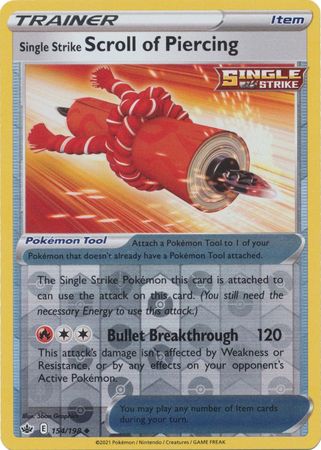 TRAINER Item
Single Strike Scroll of Piercing
SINGLE STRIKE
Pokémon Tool Attach a Pokémon Tool to 1 of your
Pokémon that doesn't already have a Pokémon Tool attached.
The Single Strike Pokémon this card is attached to
can use the attack on this card. (You still need the
necessary Energy to use this attack.)
Bullet Breakthrough 120
This attack's damage isn't affected by Weakness or
Resistance, or by any effects on your opponent's
Active Pokémon.
Illus.
You may play any number of Item cards
during your turn.
E 154/198
©2021 Pokémon / Nintendo / Creatures / GAME FREAK